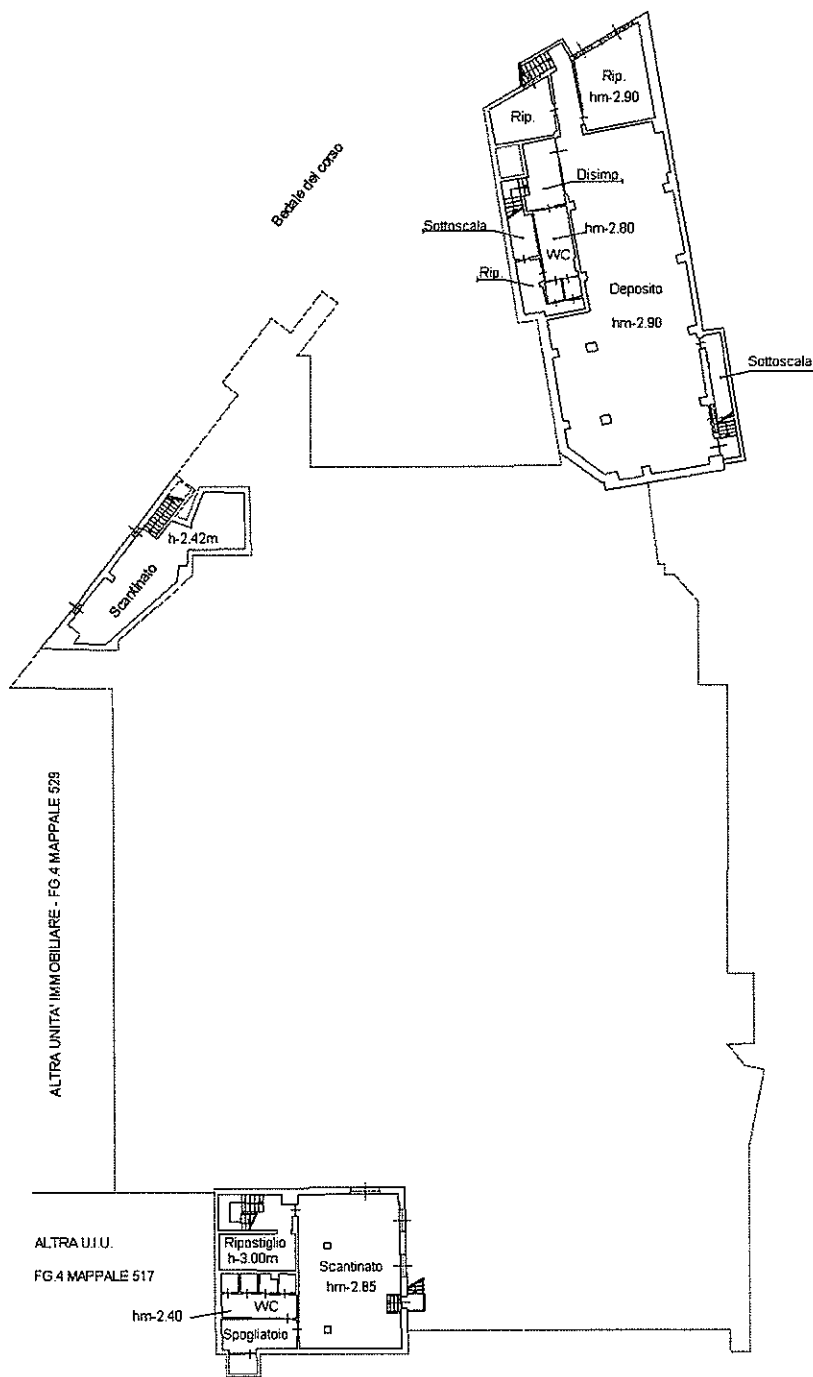 Rip.
hm-2.90
Rip.
Bedale del corso
Disimp.
Sottoscala
hm-2.80
WC
Rip.
Deposito
hm-2.90
Sottoscala
h-2.42m
Scantinato
ALTRA UNITA' IMMOBILIARE - FG.4 MAPPALE 529
ALTRA U.I.U.
FG.4 MAPPALE 517
Ripostiglio
h-3.00m
Scantinato
hm-2.85
WC
hm-2.40
Spogliatoio